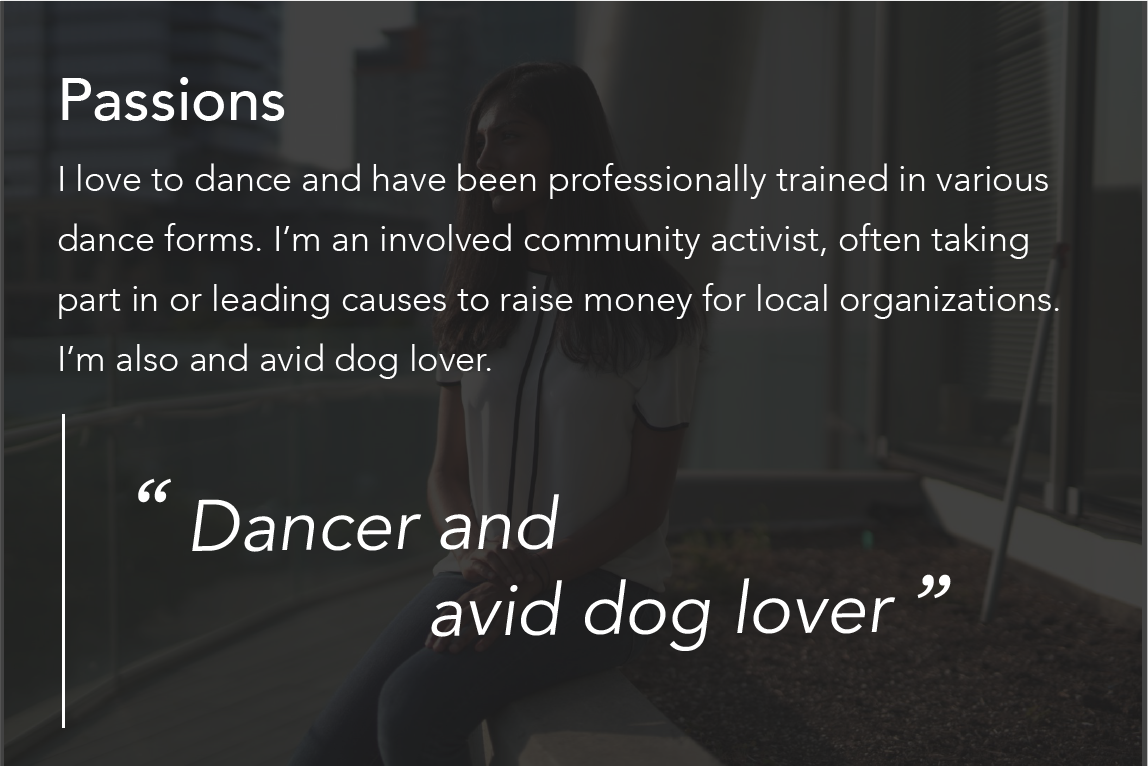 Passions
I love to dance and have been professionally trained in various
dance forms. I’m an involved community activist, often taking
part in or leading causes to raise money for local organizations.
I’m also and avid dog lover.
“ Dancer and
avid dog lover ”